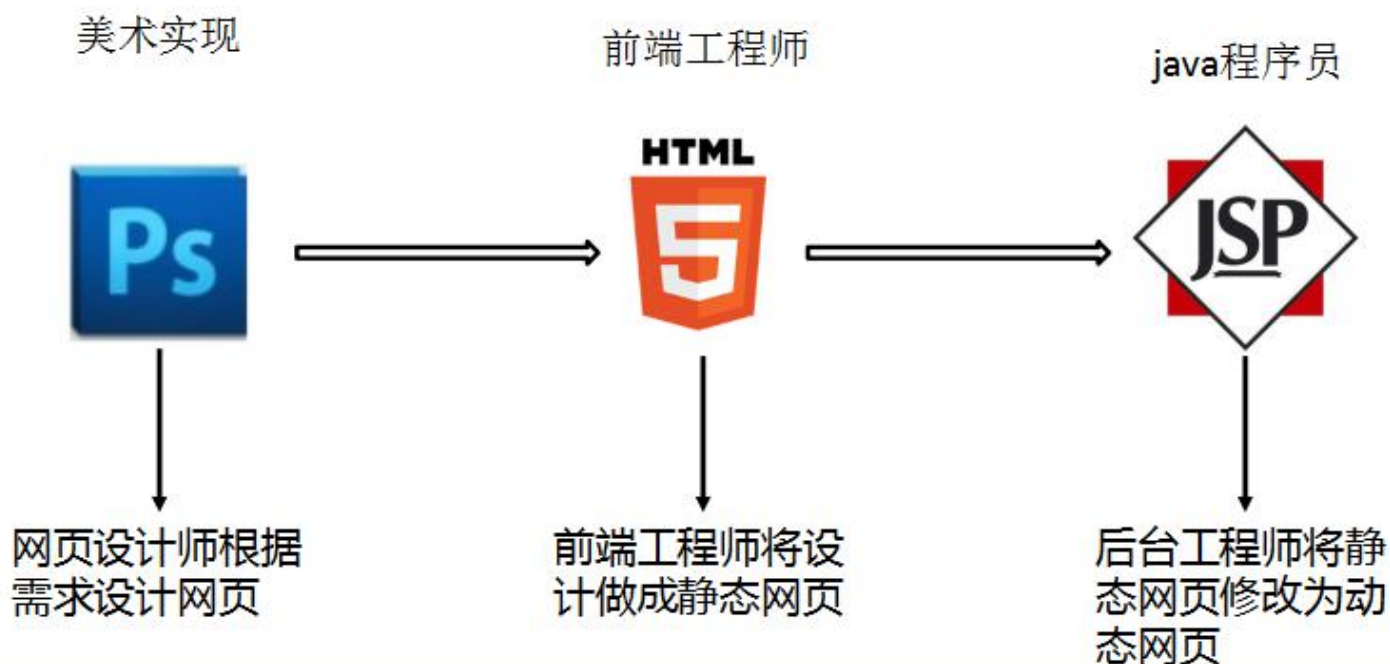 美术实现
前端工程师
java程序员
Ps
HTML
5
JSP
网页设计师根据
需求设计网页
前端工程师将设
计做成静态网页
后台工程师将静
态网页修改为动
态网页